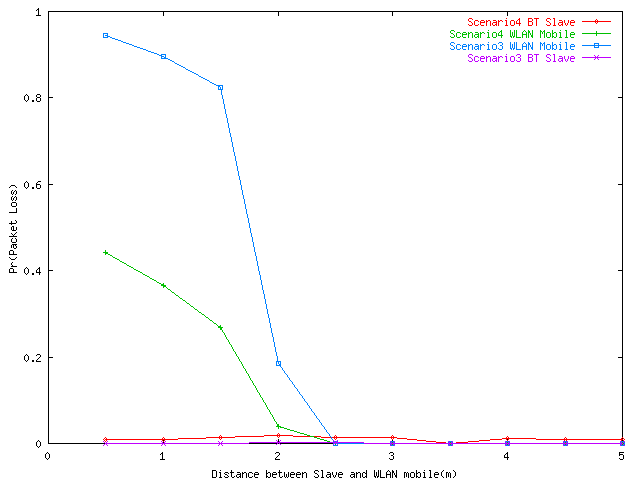 1
Scenario4 BT Slave
Scenario4 WLAN Mobile
Scenario3 WLAN Mobile
Scenario3 BT Slave
0.8
0.6
Pr(Packet Loss)
0.4
0.2
0
0 1 2 3 4 5
Distance between Slave and WLAN mobile(m)